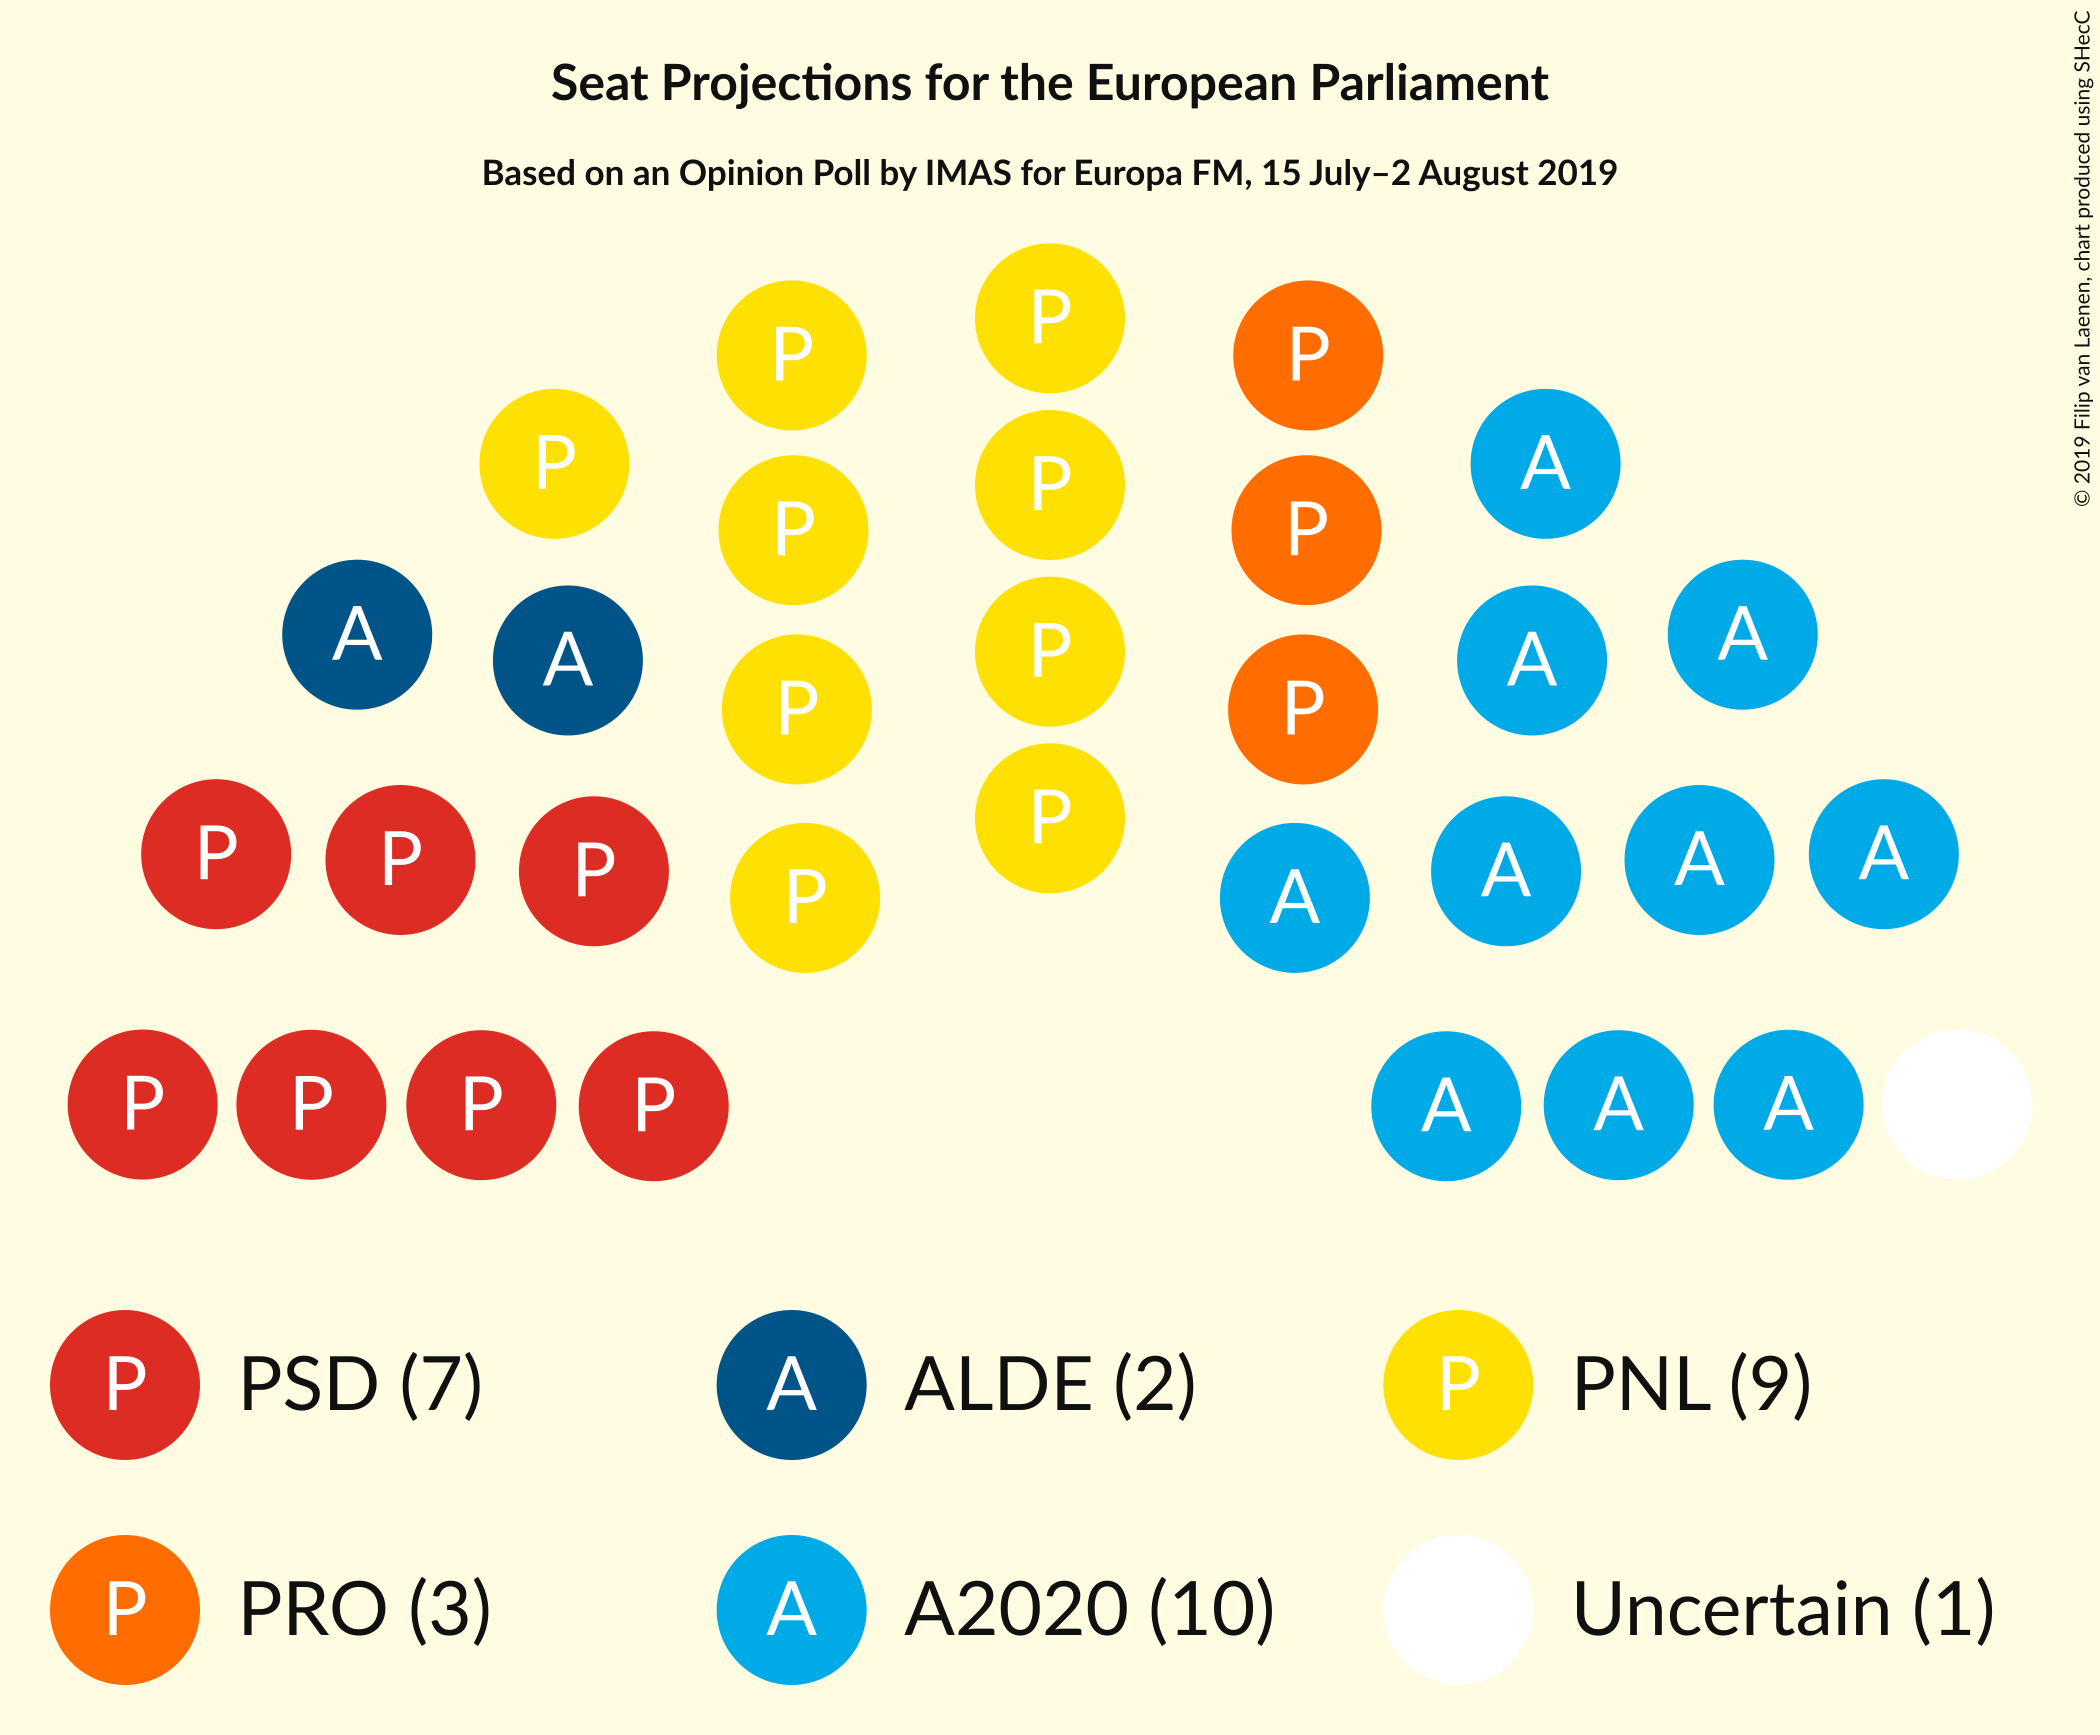 Seat Projections for the European Parliament
Based on an Opinion Poll by IMAS for Europa FM, 15 July–2 August 2019
© 2019 Filip van Laenen, chart produced using SHecC
P
P P
P A
P
P P
A A A A
P
P P
P P P P A A A A
P
P P P P A A A
P PSD (7) A ALDE (2) P PNL (9)
P PRO (3) A A2020 (10) Uncertain (1)